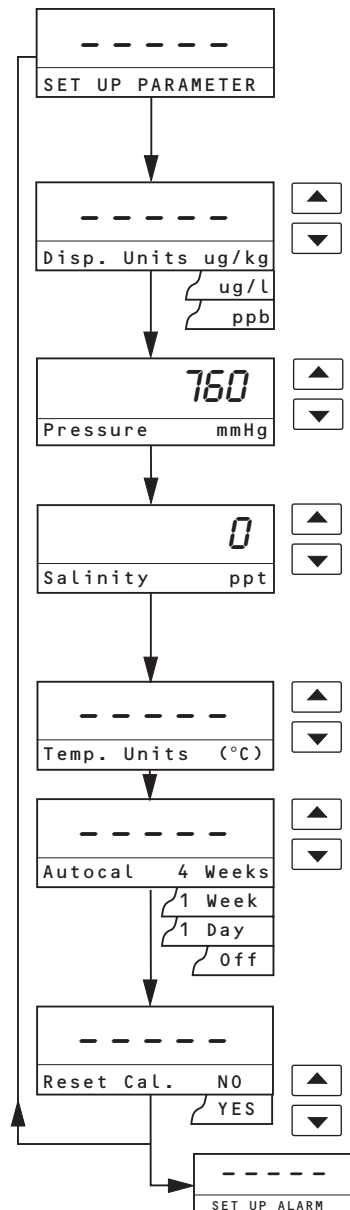 - - - - -
SET UP PARAMETER
- - - - -
Disp. Units ug/kg
ug/l
ppb
760
Pressure mmHg
0
Salinity ppt
- - - - -
Temp. Units (°C)
- - - - -
Autocal 4 Weeks
1 Week
1 Day
Off
- - - - -
Reset Cal. NO
YES
- - - - -
SET UP ALARM